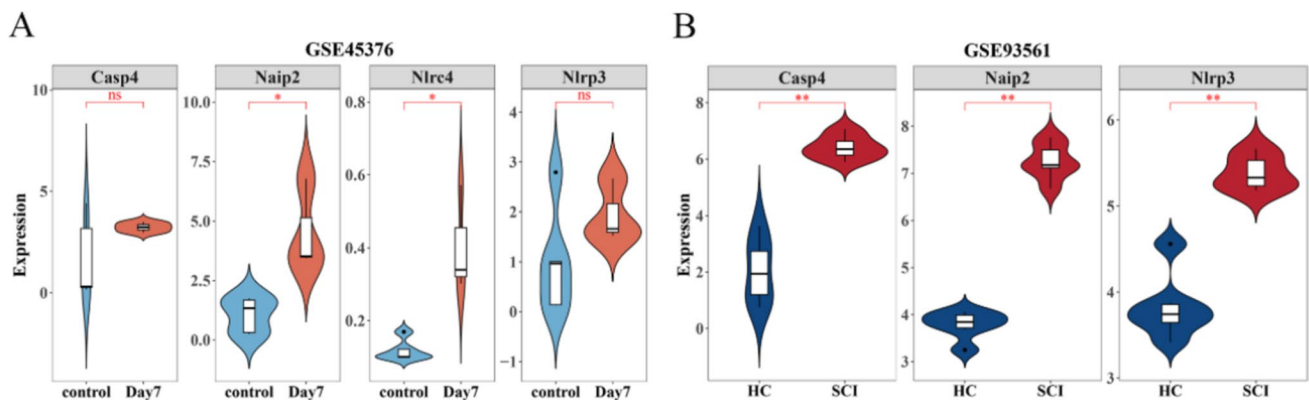 A
GSE45376
Casp4
Naip2
Nlrc4
Nlrp3
ns
*
*
ns
Expression
10
5
0
10.0
7.5
5.0
2.5
0.0
0.8
0.6
0.4
0.2
4
3
2
1
0
−1
control Day7
control Day7
control Day7
control Day7
B
GSE93561
Casp4
Naip2
Nlrp3
**
**
**
Expression
8
6
4
2
0
8
7
6
5
4
3
6
5
4
3
HC SCI
HC SCI
HC SCI